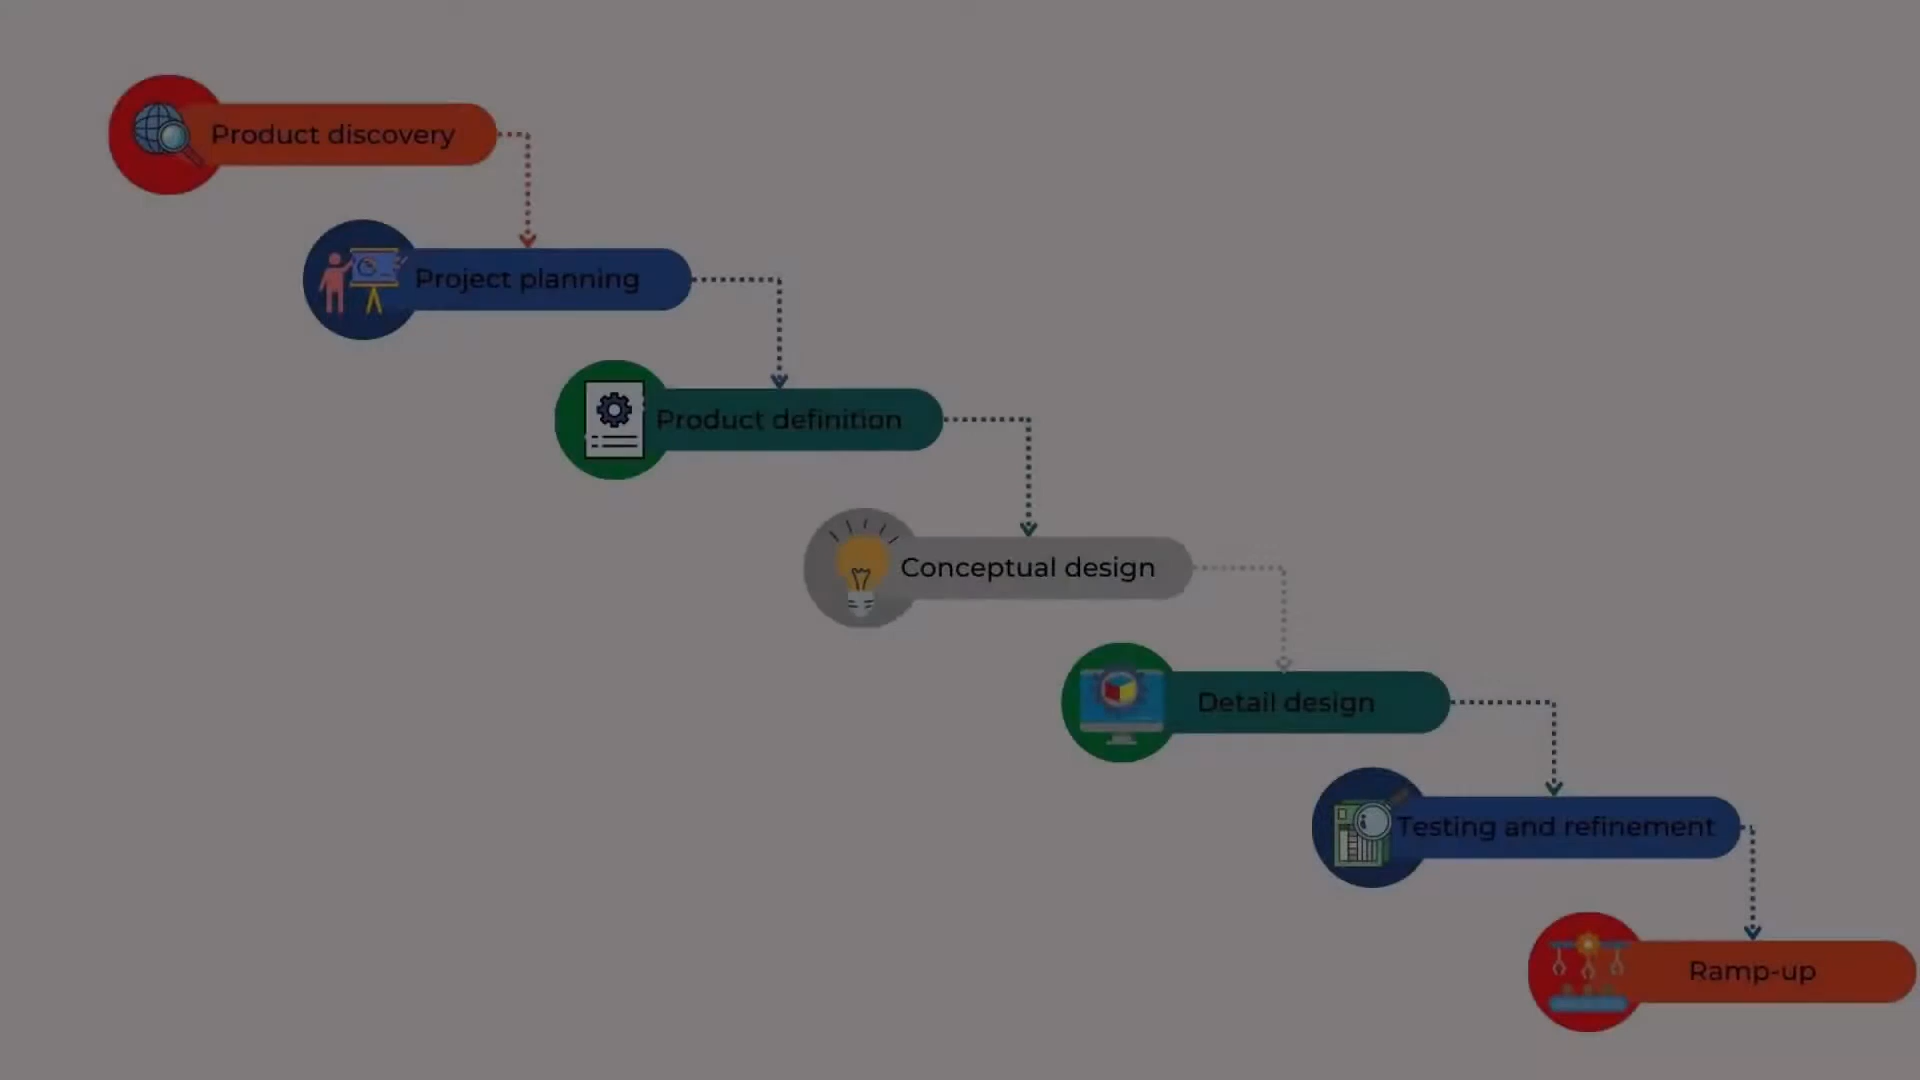 Product discovery
Project planning
Product definition
Conceptual design
Detail design
Testing and refinement
Ramp-up